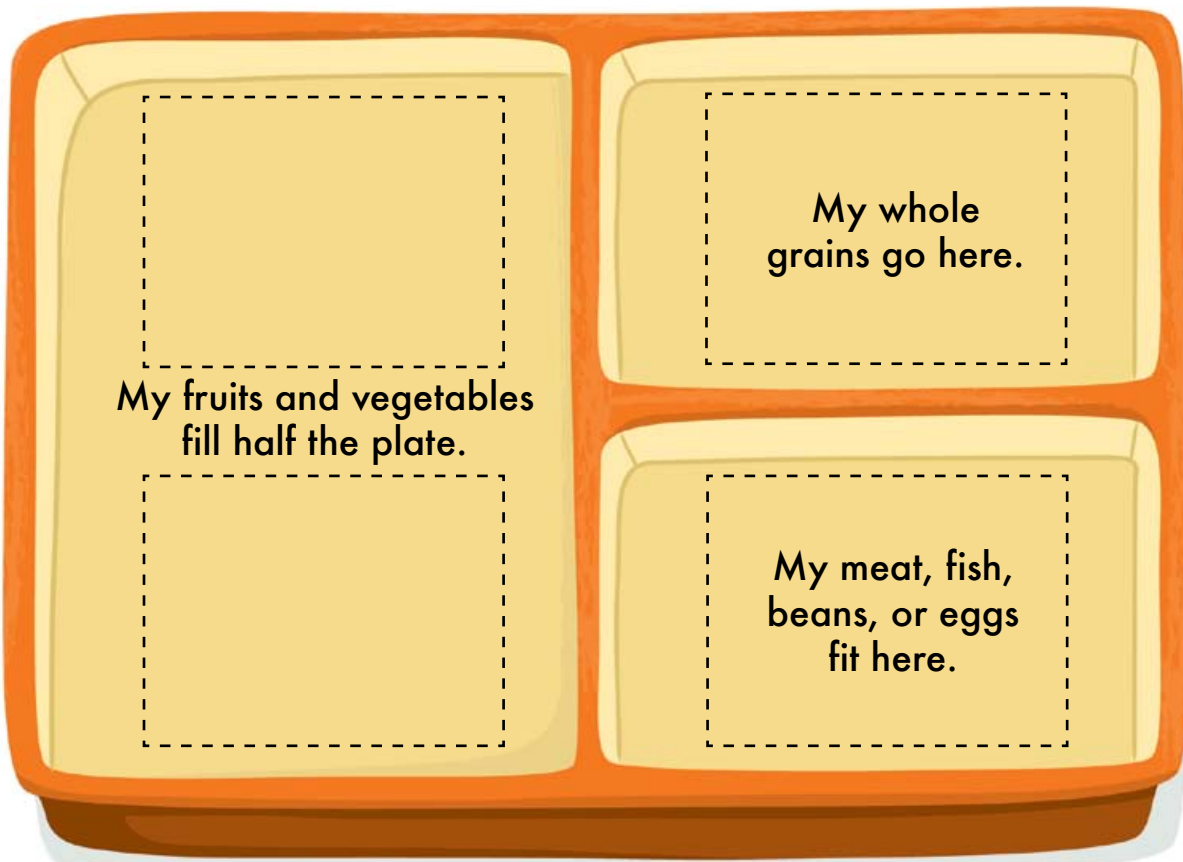 My fruits and vegetables
fill half the plate.
My whole
grains go here.
My meat, fish,
beans, or eggs
fit here.